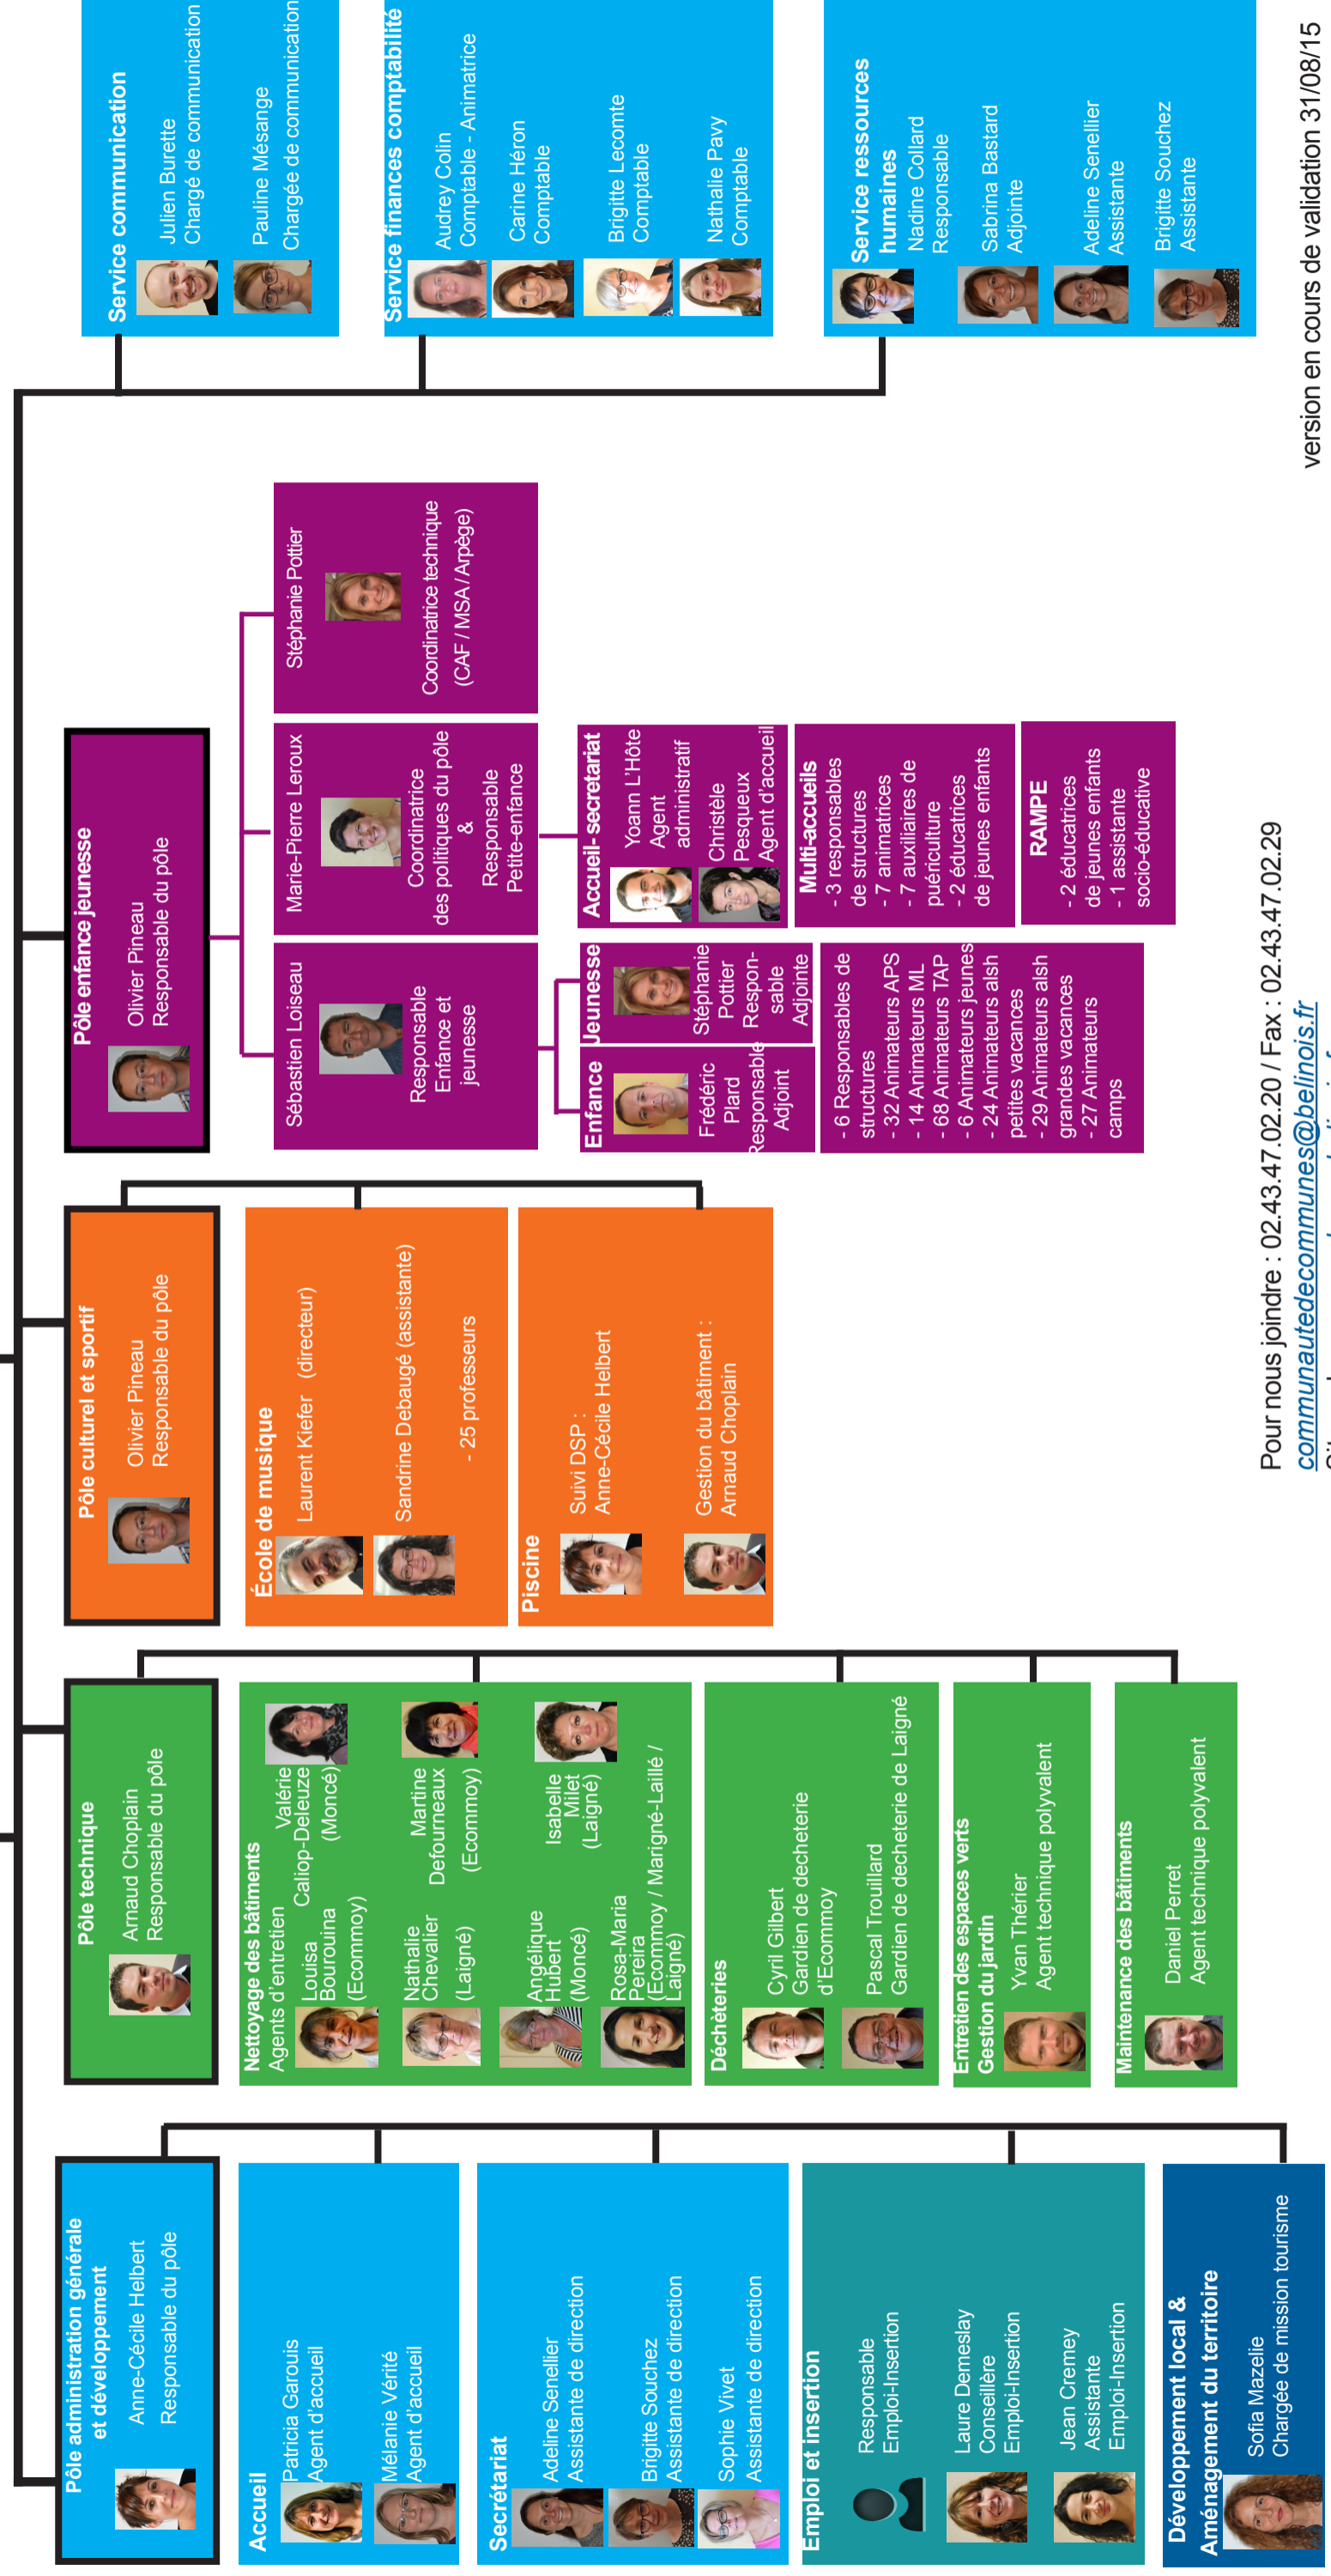 Pôle administration générale
et développement
Anne-Cécile Helbert
Responsable du pôle
Accueil
Patricia Garouis
Agent d'accueil
Mélanie Vérité
Agent d'accueil
Secrétariat
Adeline Senellier
Assistante de direction
Brigitte Souchez
Assistante de direction
Sophie Vivet
Assistante de direction
Emploi et insertion
Responsable
Emploi-Insertion
Laure Demeslay
Conseillère
Emploi-Insertion
Jean Cremey
Assistante
Emploi-Insertion
Développement local &
Aménagement du territoire
Sofia Mazelie
Chargée de mission tourisme
Pôle technique
Arnaud Choplain
Responsable du pôle
Nettoyage des bâtiments
Agents d'entretien
Louisa
Bourouina
(Ecommoy)
Valérie
Caliop-Deleuze
(Moncé)
Nathalie
Chevalier
(Laigné)
Martine
Defourneaux
(Ecommoy)
Angélique
Hubert
(Moncé)
Isabelle
Milet
(Laigné)
Rosa-Maria
Pereira
(Ecommoy / Marigné-Laillé /
Laigné)
Déchèteries
Cyril Gilbert
Gardien de decheterie
d'Ecommoy
Pascal Trouillard
Gardien de decheterie de Laigné
Entretien des espaces verts
Gestion du jardin
Yvan Thérier
Agent technique polyvalent
Maintenance des bâtiments
Daniel Perret
Agent technique polyvalent
Pôle culturel et sportif
Olivier Pineau
Responsable du pôle
École de musique
Laurent Kiefer (directeur)
Sandrine Debaugé (assistante)
- 25 professeurs
Piscine
Suivi DSP :
Anne-Cécile Helbert
Gestion du bâtiment :
Arnaud Choplain
Pôle enfance jeunesse
Olivier Pineau
Responsable du pôle
Sébastien Loiseau
Responsable
Enfance et
jeunesse
Marie-Pierre Leroux
Coordinatrice
des politiques du pôle
&
Responsable
Petite-enfance
Stéphanie Pottier
Coordinatrice technique
(CAF / MSA / Arpège)
Enfance
Frédéric
Plard
Responsable
Adjoint
Jeunesse
Stéphanie
Pottier
Respon-
sable
Adjointe
- 6 Responsables de
structures
- 32 Animateurs APS
- 14 Animateurs ML
- 68 Animateurs TAP
- 6 Animateurs jeunes
- 24 Animateurs alsh
petites vacances
- 29 Animateurs alsh
grandes vacances
- 27 Animateurs
camps
Accueil- secretariat
Yoann L'Hôte
Agent
administratif
Christèle
Pesqueux
Agent d'accueil
Multi-accueils
- 3 responsables
de structures
- 7 animatrices
- 7 auxiliaires de
puériculture
- 2 éducatrices
de jeunes enfants
RAMPE
- 2 éducatrices
de jeunes enfants
- 1 assistante
socio-éducative
Service communication
Julien Burette
Chargé de communication
Pauline Mésange
Chargée de communication
Service finances comptabilité
Audrey Colin
Comptable - Animatrice
Carine Héron
Comptable
Brigitte Lecomte
Comptable
Nathalie Pavy
Comptable
Service ressources
humaines
Nadine Collard
Responsable
Sabrina Bastard
Adjointe
Adeline Senellier
Assistante
Brigitte Souchez
Assistante
Pour nous joindre : 02.43.47.02.20 / Fax : 02.43.47.02.29
communautedecommunes@belinois.fr
version en cours de validation 31/08/15